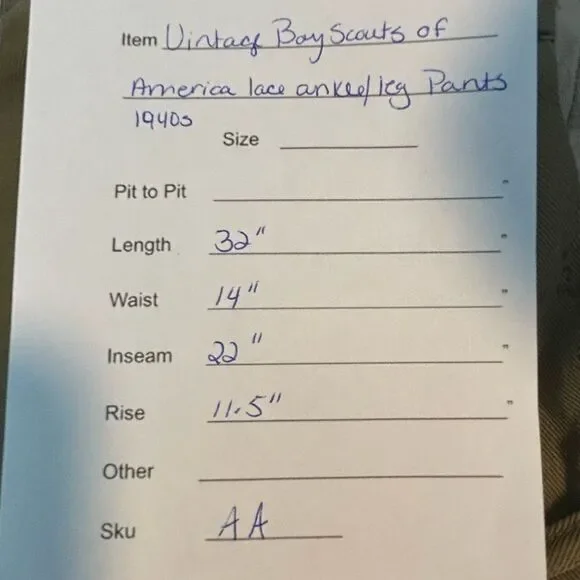 Item Vintage Boy Scouts of
America lace ankel/leg Pants
1940s
Size
Pit to Pit "
Length 32" "
Waist 14" "
Inseam 22" "
Rise 11.5" "
Other
Sku AA